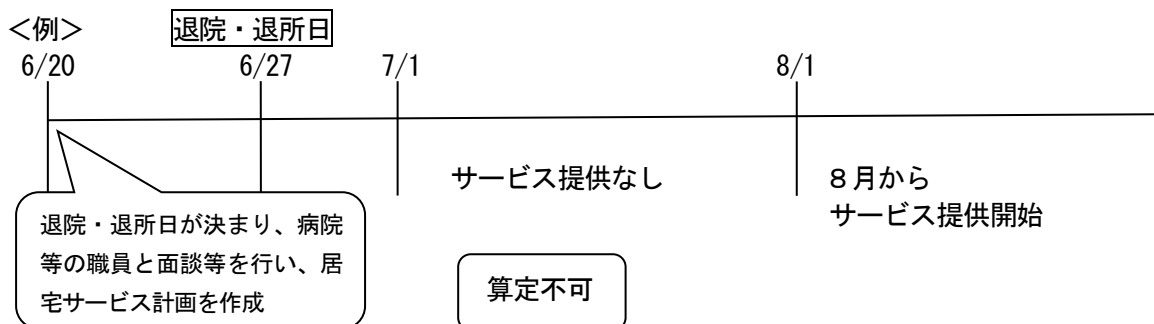 <例>
退院・退所日
6/20
6/27
7/1
8/1
サービス提供なし
8月から
サービス提供開始
退院・退所日が決まり、病院
等の職員と面談等を行い、居
宅サービス計画を作成
算定不可